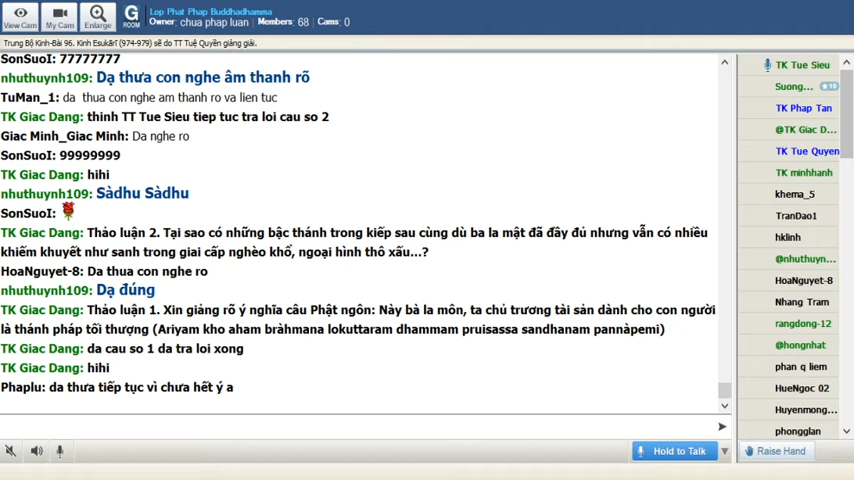 Lop Phat Phap Buddhadhamma
Owner: chua phap luan , Members: 68 , Cams: 0
View Cam
My Cam
Enlarge
G
ROOM
Trung Bộ Kinh-Bài 96. Kinh Esukārī (974-979) sẽ do TT Tuệ Quyền giảng giải.
SonSuoI: 77777777
nhuthuynh109: Dạ thưa con nghe âm thanh rõ
TuMan_1: da thua con nghe am thanh ro va lien tuc
TK Giac Dang: thinh TT Tue Sieu tiep tuc tra loi cau so 2
Giac Minh_Giac Minh: Da nghe ro
SonSuoI: 99999999
TK Giac Dang: hihi
nhuthuynh109: Sàdhu Sàdhu
SonSuoI:
TK Giac Dang: Thảo luận 2. Tại sao có những bậc thánh trong kiếp sau cùng dù ba la mật đã đầy đủ nhưng vẫn có nhiều
khiếm khuyết như sanh trong giai cấp nghèo khổ, ngoại hình thô xấu...?
HoaNguyet-8: Da thua con nghe ro
nhuthuynh109: Dạ đúng
TK Giac Dang: Thảo luận 1. Xin giảng rõ ý nghĩa câu Phật ngôn: Này bà la môn, ta chủ trương tài sản dành cho con người
là thánh pháp tối thượng (Ariyam kho aham bràhmana lokuttaram dhammam pruisassa sandhanam pannàpemi)
TK Giac Dang: da cau so 1 da tra loi xong
TK Giac Dang: hihi
Phaplu: da thưa tiếp tục vì chưa hết ý a
TK Tue Sieu
Suong...
18
TK Phap Tan
@TK Giac D...
TK Tue Quyen
TK minhhanh
khema_5
TranDao1
hklinh
@nhuthuyn...
HoaNguyet-8
Nhang Tram
rangdong-12
@hongnhat
phan q liem
HueNgoc 02
Huyenmong...
phongglan
Hold to Talk
Raise Hand